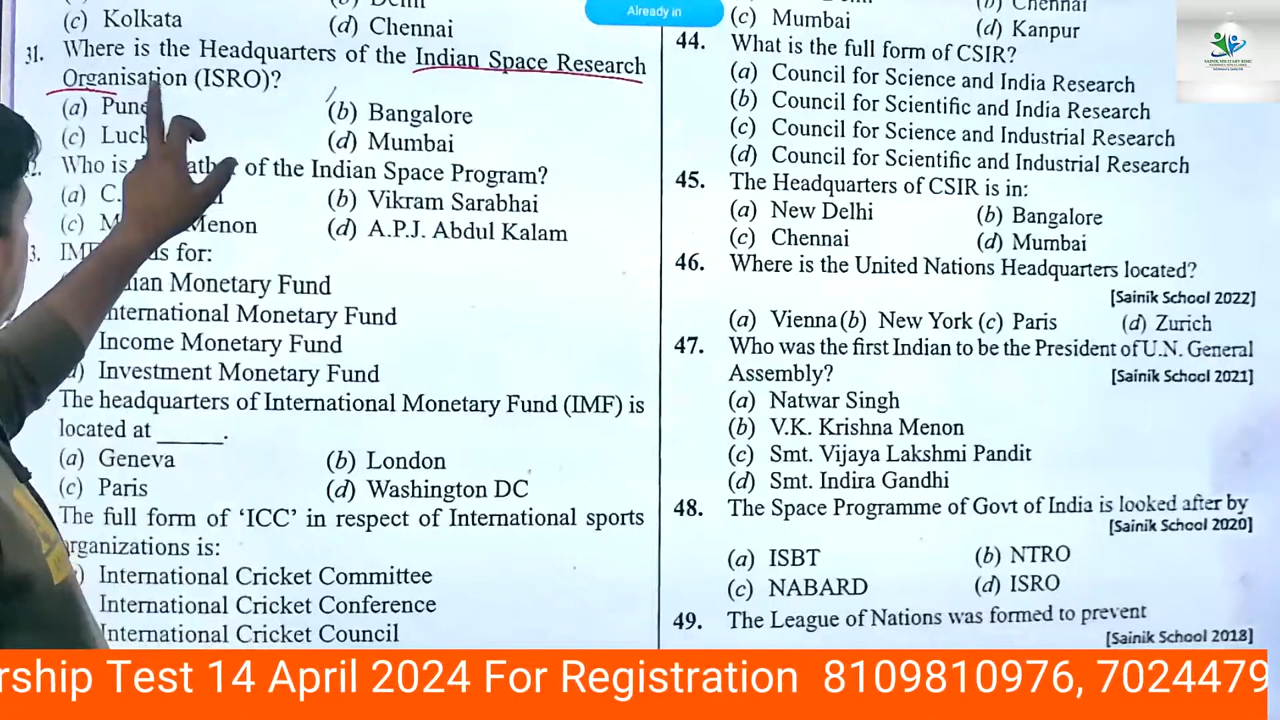 (c) Kolkata
(d) Chennai
31. Where is the Headquarters of the Indian Space Research
Organisation (ISRO)?
(a) Pune
(b) Bangalore
(c)
(d) Mumbai
Who is of the Indian Space Program?
(a) C.
(b) Vikram Sarabhai
(c) Menon
(d) A.P.J. Abdul Kalam
3. for:
Monetary Fund
International Monetary Fund
Income Monetary Fund
Investment Monetary Fund
The headquarters of International Monetary Fund (IMF) is
located at ______.
(a) Geneva
(b) London
(c) Paris
(d) Washington DC
The full form of ‘ICC’ in respect of International sports
organizations is:
International Cricket Committee
International Cricket Conference
International Cricket Council
Already in
(b) Chennai
(c) Mumbai
(d) Kanpur
44. What is the full form of CSIR?
(a) Council for Science and India Research
(b) Council for Scientific and India Research
(c) Council for Science and Industrial Research
(d) Council for Scientific and Industrial Research
45. The Headquarters of CSIR is in:
(a) New Delhi
(b) Bangalore
(c) Chennai
(d) Mumbai
46. Where is the United Nations Headquarters located?
[Sainik School 2022]
(a) Vienna (b) New York (c) Paris (d) Zurich
47. Who was the first Indian to be the President of U.N. General
Assembly? [Sainik School 2021]
(a) Natwar Singh
(b) V.K. Krishna Menon
(c) Smt. Vijaya Lakshmi Pandit
(d) Smt. Indira Gandhi
48. The Space Programme of Govt of India is looked after by
[Sainik School 2020]
(a) ISBT
(b) NTRO
(c) NABARD
(d) ISRO
49. The League of Nations was formed to prevent
[Sainik School 2018]
rship Test 14 April 2024 For Registration 8109810976, 7024479